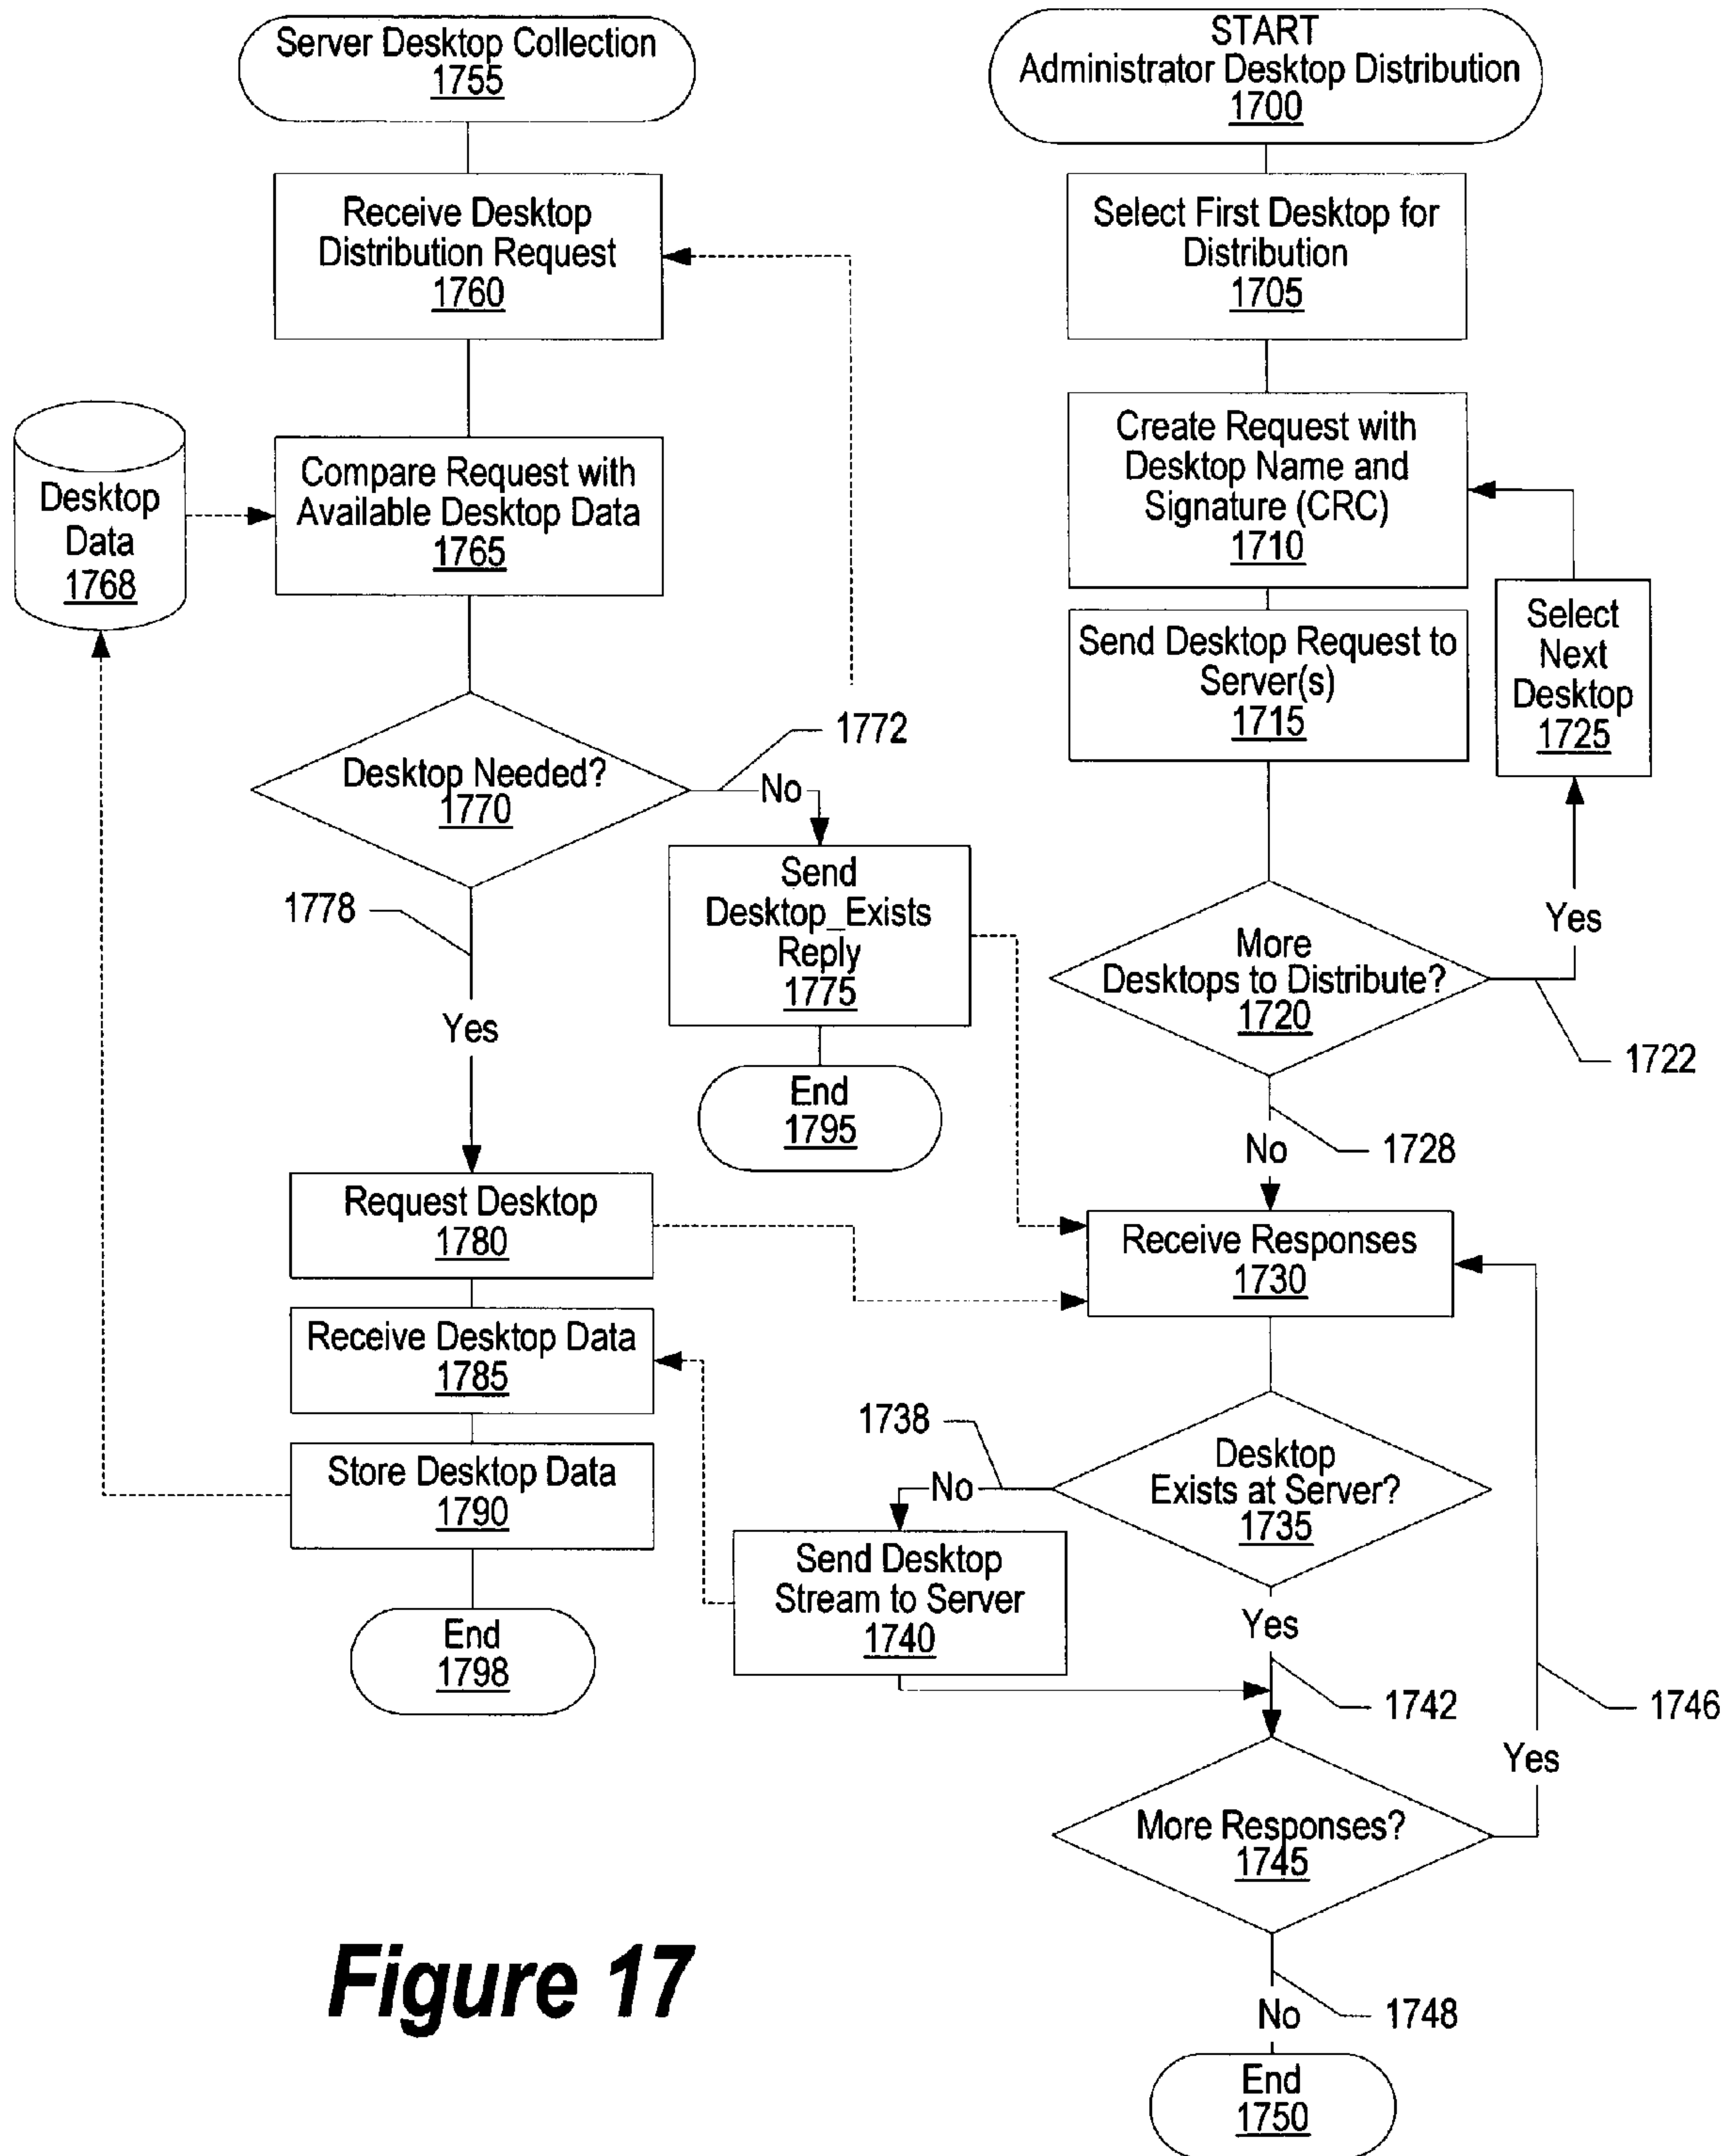 Server Desktop Collection
1755
Receive Desktop
Distribution Request
1760
Desktop
Data
1768
Compare Request with
Available Desktop Data
1765
Desktop Needed?
1770
1772
No
Send
Desktop_Exists
Reply
1775
End
1795
1778
Yes
Request Desktop
1780
Receive Desktop Data
1785
Store Desktop Data
1790
End
1798
START
Administrator Desktop Distribution
1700
Select First Desktop for
Distribution
1705
Create Request with
Desktop Name and
Signature (CRC)
1710
Send Desktop Request to
Server(s)
1715
Select
Next
Desktop
1725
Yes
More
Desktops to Distribute?
1720
1722
1728
No
Receive Responses
1730
1738
No
Desktop
Exists at Server?
1735
Send Desktop
Stream to Server
1740
Yes
1742
1746
Yes
More Responses?
1745
1748
No
End
1750
Figure 17